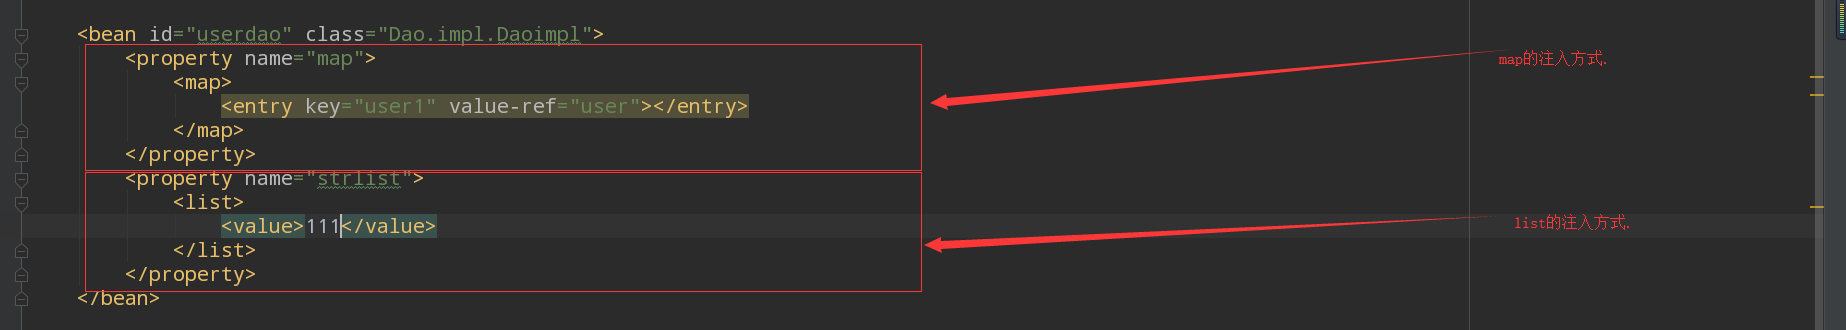 <bean id="userdao" class="Dao.impl.Daoimpl">
<property name="map">
map的注入方式.
<map>
<entry key="user1" value-ref="user"></entry>
</map>
</property>
<property name="strlist">
<list>
<value>111</value>
list的注入方式.
</list>
</property>
</bean>